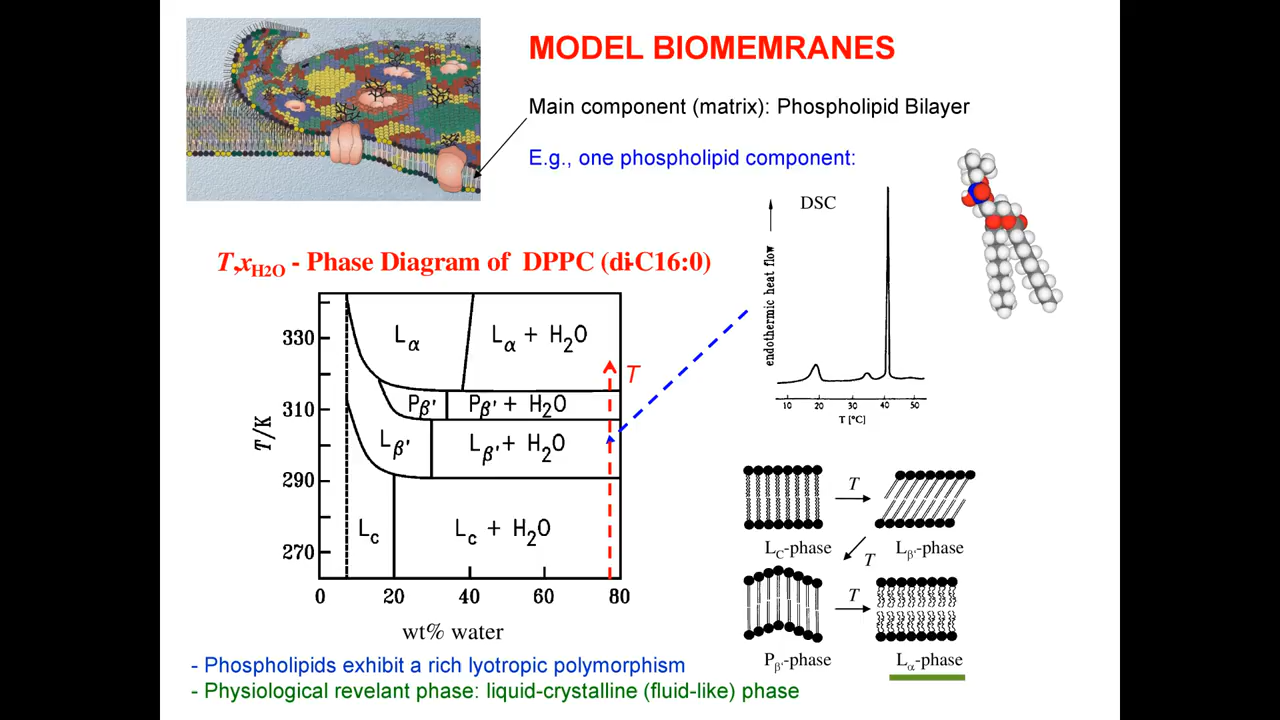 MODEL BIOMEMRANES
Main component (matrix): Phospholipid Bilayer
E.g., one phospholipid component:
DSC
endothermic heat flow
10 20 30 40 50
T [°C]
T,xH2O - Phase Diagram of DPPC (di-C16:0)
T/K
330
310
290
270
Lα
Lα + H2O
T
Pβ'
Pβ' + H2O
Lβ'
Lβ' + H2O
Lc
Lc + H2O
0 20 40 60 80
wt% water
T
LC-phase
Lβ'-phase
T
T
Pβ'-phase
Lα-phase
- Phospholipids exhibit a rich lyotropic polymorphism
- Physiological revelant phase: liquid-crystalline (fluid-like) phase